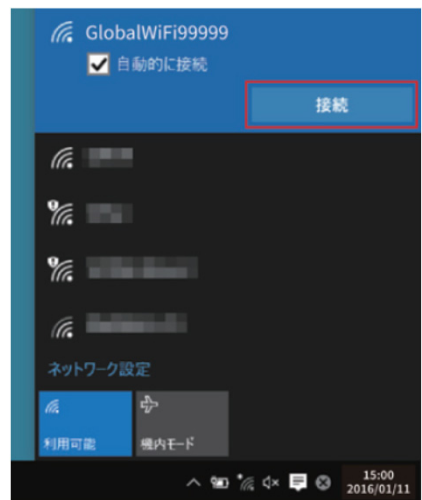 GlobalWiFi99999
自動的に接続
接続
ネットワーク設定
利用可能
機内モード
15:00
2016/01/11